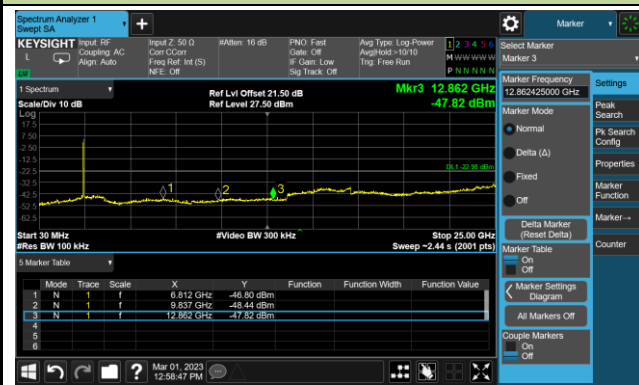 Spectrum Analyzer 1
Swept SA
+
Marker
KEYSIGHT
L
Input: RF
Coupling: AC
Align: Auto
Input Z: 50 Ω
Corr CCorr
Freq Ref: Int (S)
NFE: Off
#Atten: 16 dB
PNO: Fast
Gate: Off
IF Gain: Low
Sig Track: Off
Avg Type: Log-Power
Avg|Hold:>10/10
Trig: Free Run
1 2 3 4 5 6
M W W W W W
P N N N N N
Select Marker
Marker 3
1 Spectrum
Scale/Div 10 dB
Log
Ref Lvl Offset 21.50 dB
Ref Level 27.50 dBm
Mkr3 12.862 GHz
-47.82 dBm
17.5
7.50
-2.50
-12.5
-22.5
-32.5
-42.5
-52.5
-62.5
DL1 -22.98 dBm
1
2
3
Start 30 MHz
#Res BW 100 kHz
#Video BW 300 kHz
Stop 25.00 GHz
Sweep ~2.44 s (2001 pts)
5 Marker Table
Mode Trace Scale X Y Function Function Width Function Value
1 N 1 f 6.812 GHz -46.80 dBm
2 N 1 f 9.837 GHz -48.44 dBm
3 N 1 f 12.862 GHz -47.82 dBm
4
5
6
Marker Frequency
12.862425000 GHz
Marker Mode
Normal
Delta (Δ)
Fixed
Off
Delta Marker
(Reset Delta)
Marker Table
On
Off
Marker Settings
Diagram
All Markers Off
Couple Markers
On
Off
Settings
Peak
Search
Pk Search
Config
Properties
Marker
Function
Marker→
Counter
?
Mar 01, 2023
12:58:47 PM